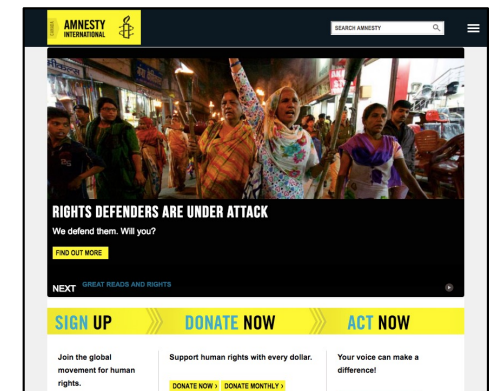 CANADA
AMNESTY
INTERNATIONAL
SEARCH AMNESTY
RIGHTS DEFENDERS ARE UNDER ATTACK
We defend them. Will you?
FIND OUT MORE
NEXT GREAT READS AND RIGHTS
SIGN UP
DONATE NOW
ACT NOW
Join the global
movement for human
rights.
Support human rights with every dollar.
DONATE NOW › DONATE MONTHLY ›
Your voice can make a
difference!